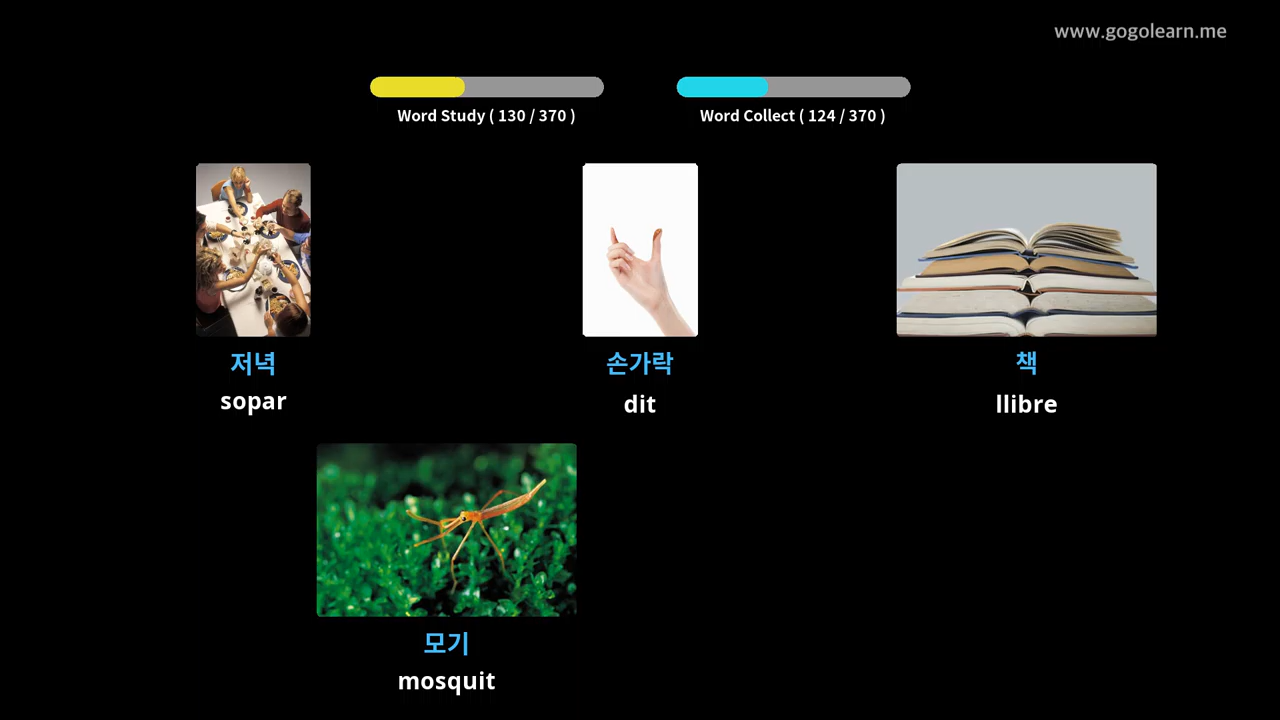 www.gogolearn.me
Word Study ( 130 / 370 )
Word Collect ( 124 / 370 )
저녁
sopar
손가락
dit
책
llibre
모기
mosquit